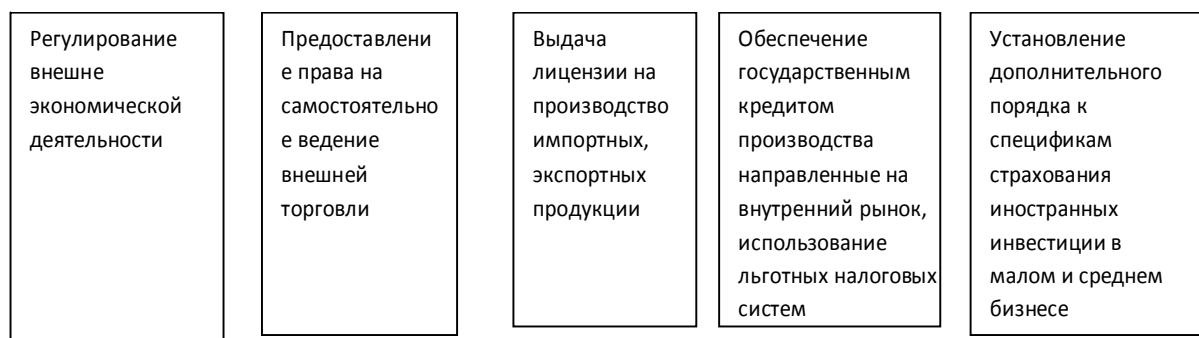 Регулирование
внешне
экономической
деятельности
Предоставлени
е права на
самостоятельно
е ведение
внешней
торговли
Выдача
лицензии на
производство
импортных,
экспортных
продукции
Обеспечение
государственным
кредитом
производства
направленные на
внутренний рынок,
использование
льготных налоговых
систем
Установление
дополнительного
порядка к
спецификам
страхования
иностранных
инвестиции в
малом и среднем
бизнесе